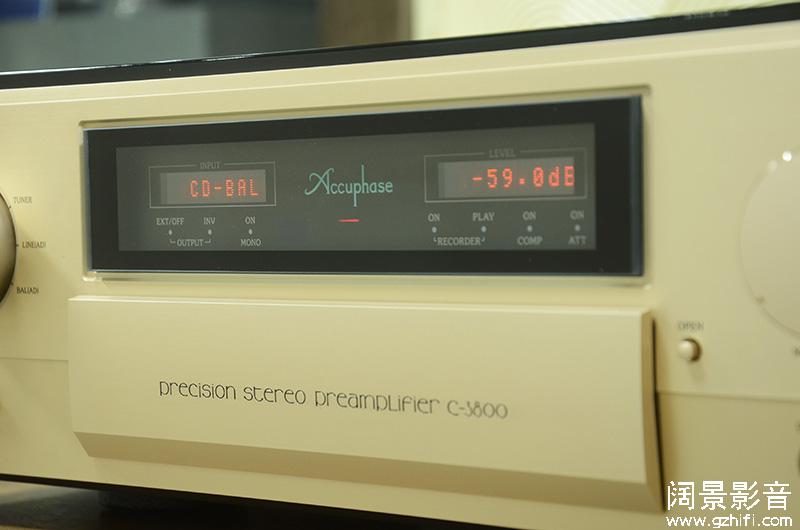 INPUT
CD-BAL
Accuphase
LEVEL
-59.0dB
EXT/OFF INV ON
OUTPUT MONO
ON PLAY ON ON
RECORDER COMP ATT
TUNER
LINE(AD)
BAL(AD)
OPEN
precision stereo preamplifier C-3800
阔景影音
www.gzhifi.com